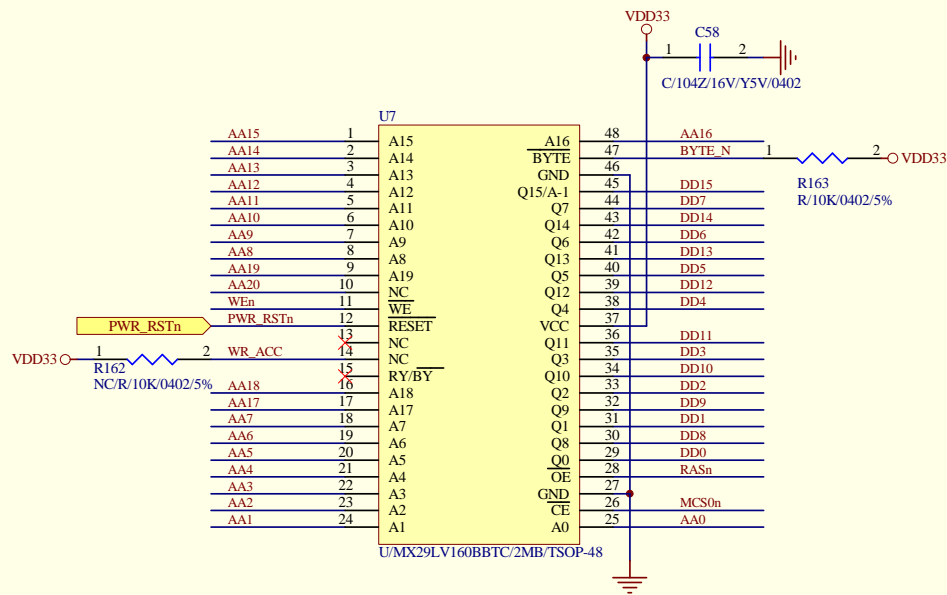 VDD33
C58
1 2
C/104Z/16V/Y5V/0402
U7
AA15 1 A15 A16 48 AA16
AA14 2 A14 BYTE 47 BYTE_N 1 2 VDD33
AA13 3 A13 GND 46
AA12 4 A12 Q15/A-1 45 DD15
R163
AA11 5 A11 Q7 44 DD7
R/10K/0402/5%
AA10 6 A10 Q14 43 DD14
AA9 7 A9 Q6 42 DD6
AA8 8 A8 Q13 41 DD13
AA19 9 A19 Q5 40 DD5
AA20 10 NC Q12 39 DD12
WEn 11 WE Q4 38 DD4
PWR_RSTn PWR_RSTn 12 RESET VCC 37
13 NC Q11 36 DD11
VDD33 1 2 WR_ACC 14 NC Q3 35 DD3
R162
15 RY/BY Q10 34 DD10
NC/R/10K/0402/5%
AA18 16 A18 Q2 33 DD2
AA17 17 A17 Q9 32 DD9
AA7 18 A7 Q1 31 DD1
AA6 19 A6 Q8 30 DD8
AA5 20 A5 Q0 29 DD0
AA4 21 A4 OE 28 RASn
AA3 22 A3 GND 27
AA2 23 A2 CE 26 MCS0n
AA1 24 A1 A0 25 AA0
U/MX29LV160BBTC/2MB/TSOP-48